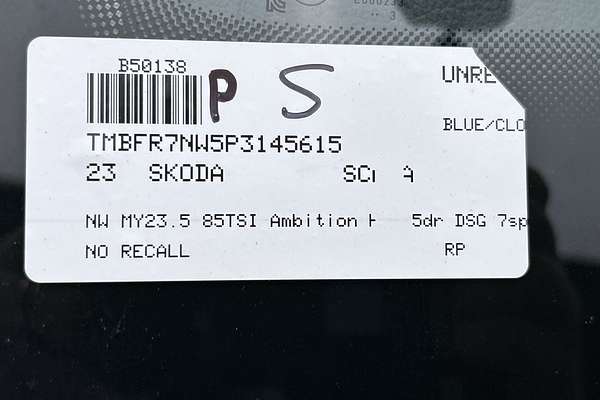 B50138
P S
UNRE
BLUE/CLO
TMBFR7NW5P3145615
23 SKODA
NW MY23.5 85TSI Ambition 5dr DSG 7sp
NO RECALL RP